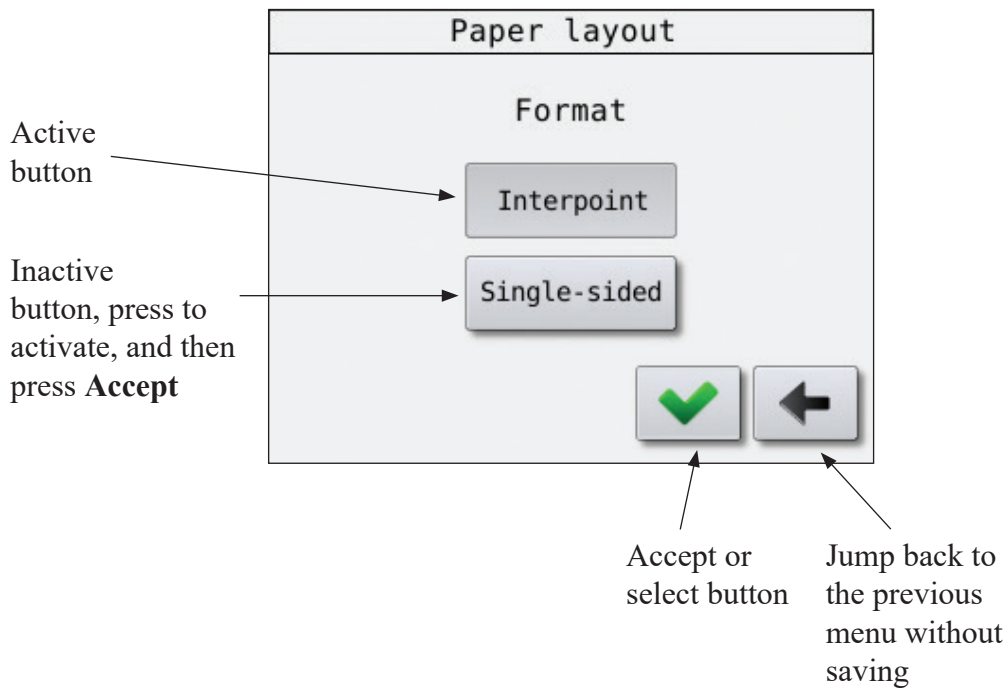 Paper layout
Format
Active
button
Interpoint
Inactive
button, press to
activate, and then
press Accept
Single-sided
Accept or
select button
Jump back to
the previous
menu without
saving